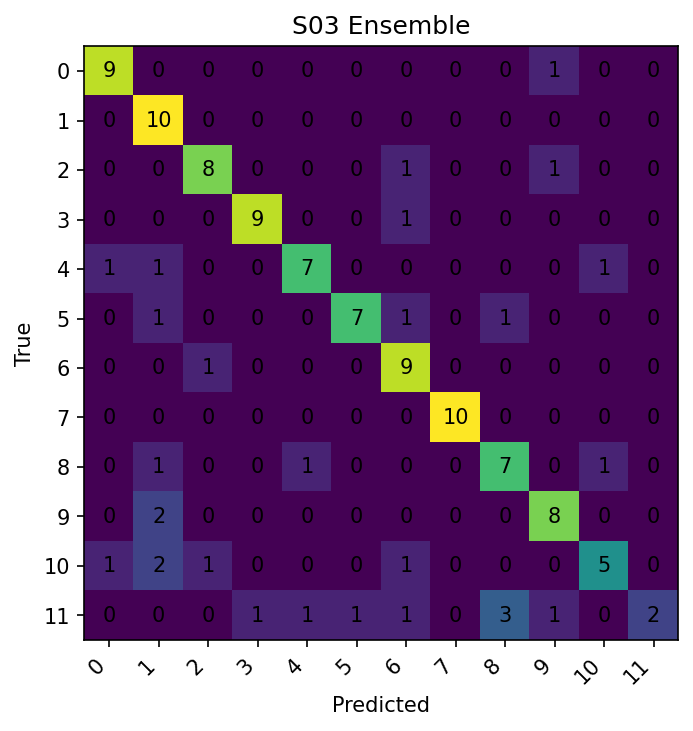 S03 Ensemble
0 9 0 0 0 0 0 0 0 0 1 0 0
1 0 10 0 0 0 0 0 0 0 0 0 0
2 0 0 8 0 0 0 1 0 0 1 0 0
3 0 0 0 9 0 0 1 0 0 0 0 0
4 1 1 0 0 7 0 0 0 0 0 1 0
5 0 1 0 0 0 7 1 0 1 0 0 0
6 0 0 1 0 0 0 9 0 0 0 0 0
7 0 0 0 0 0 0 0 10 0 0 0 0
8 0 1 0 0 1 0 0 0 7 0 1 0
9 0 2 0 0 0 0 0 0 0 8 0 0
10 1 2 1 0 0 0 1 0 0 0 5 0
11 0 0 0 1 1 1 1 0 3 1 0 2
0 1 2 3 4 5 6 7 8 9 10 11
Predicted
True